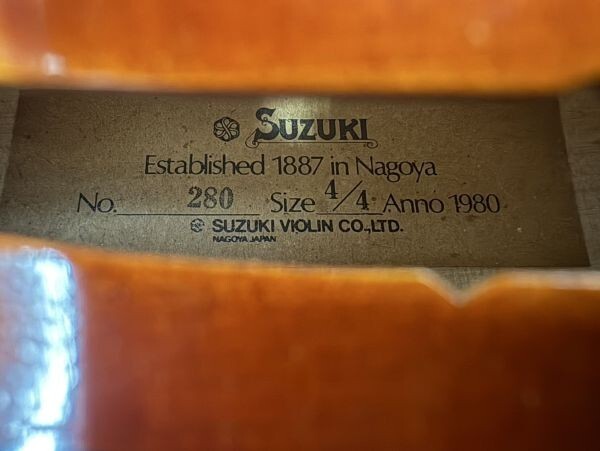 SUZUKI
Established 1887 in Nagoya
No. 280 Size 4/4 Anno 1980
SUZUKI VIOLIN CO.,LTD.
NAGOYA JAPAN